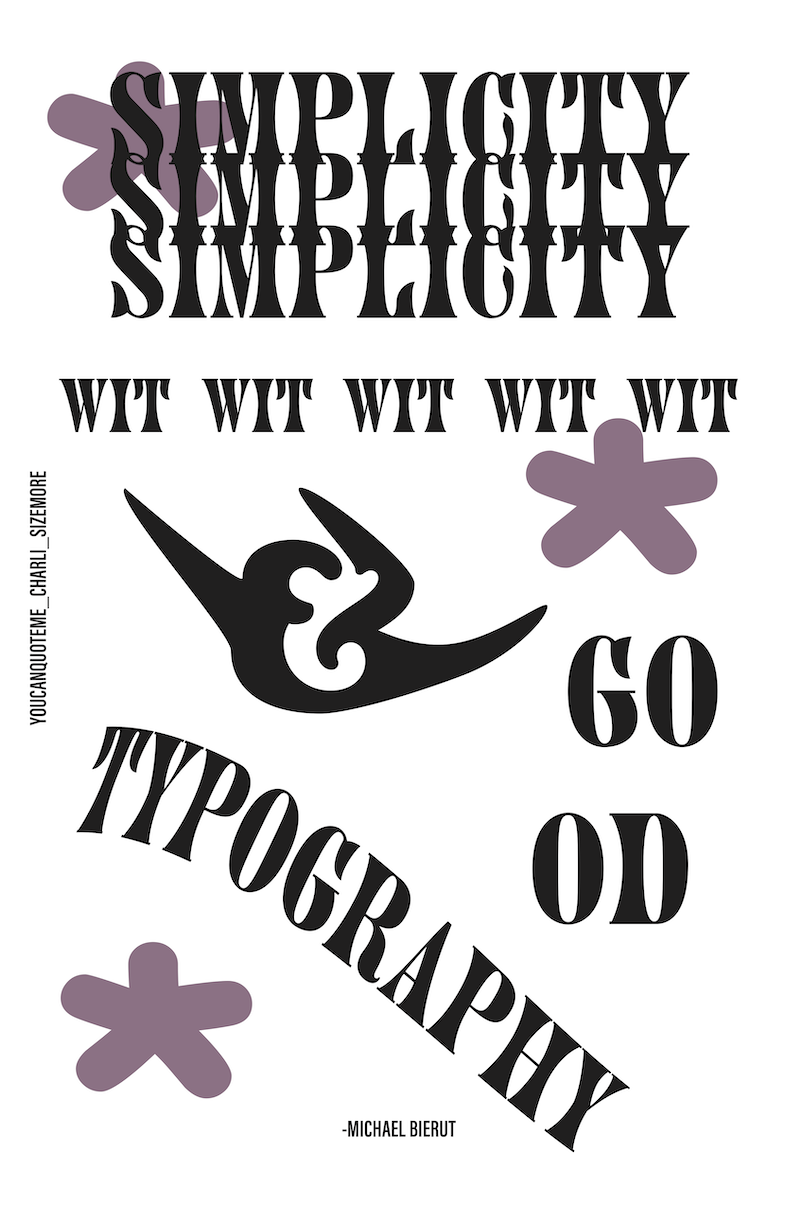 SIMPLICITY
SIMPLICITY
SIMPLICITY
WIT WIT WIT WIT WIT
YOUCANQUOTEME_CHARLI_SIZEMORE
&
GO
OD
TYPOGRAPHY
-MICHAEL BIERUT